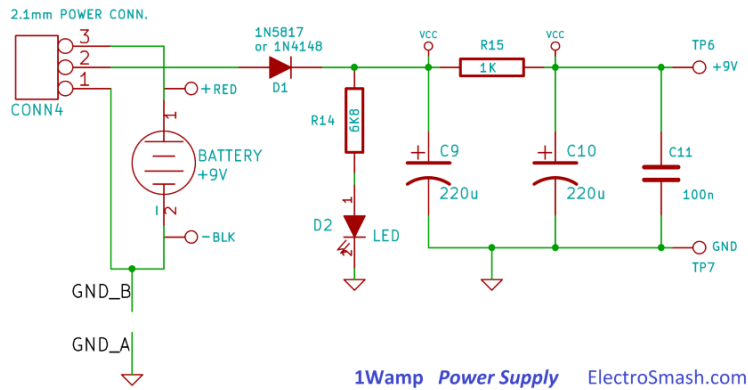 2.1mm POWER CONN.
3
2
1
CONN4
1N5817
or 1N4148
D1
VCC
R15
1K
VCC
TP6
+9V
+RED
1
BATTERY
+9V
2
-BLK
R14
6K8
1
D2
LED
2
+
C9
220u
+
C10
220u
C11
100n
GND
TP7
GND_B
GND_A
1Wamp Power Supply ElectroSmash.com